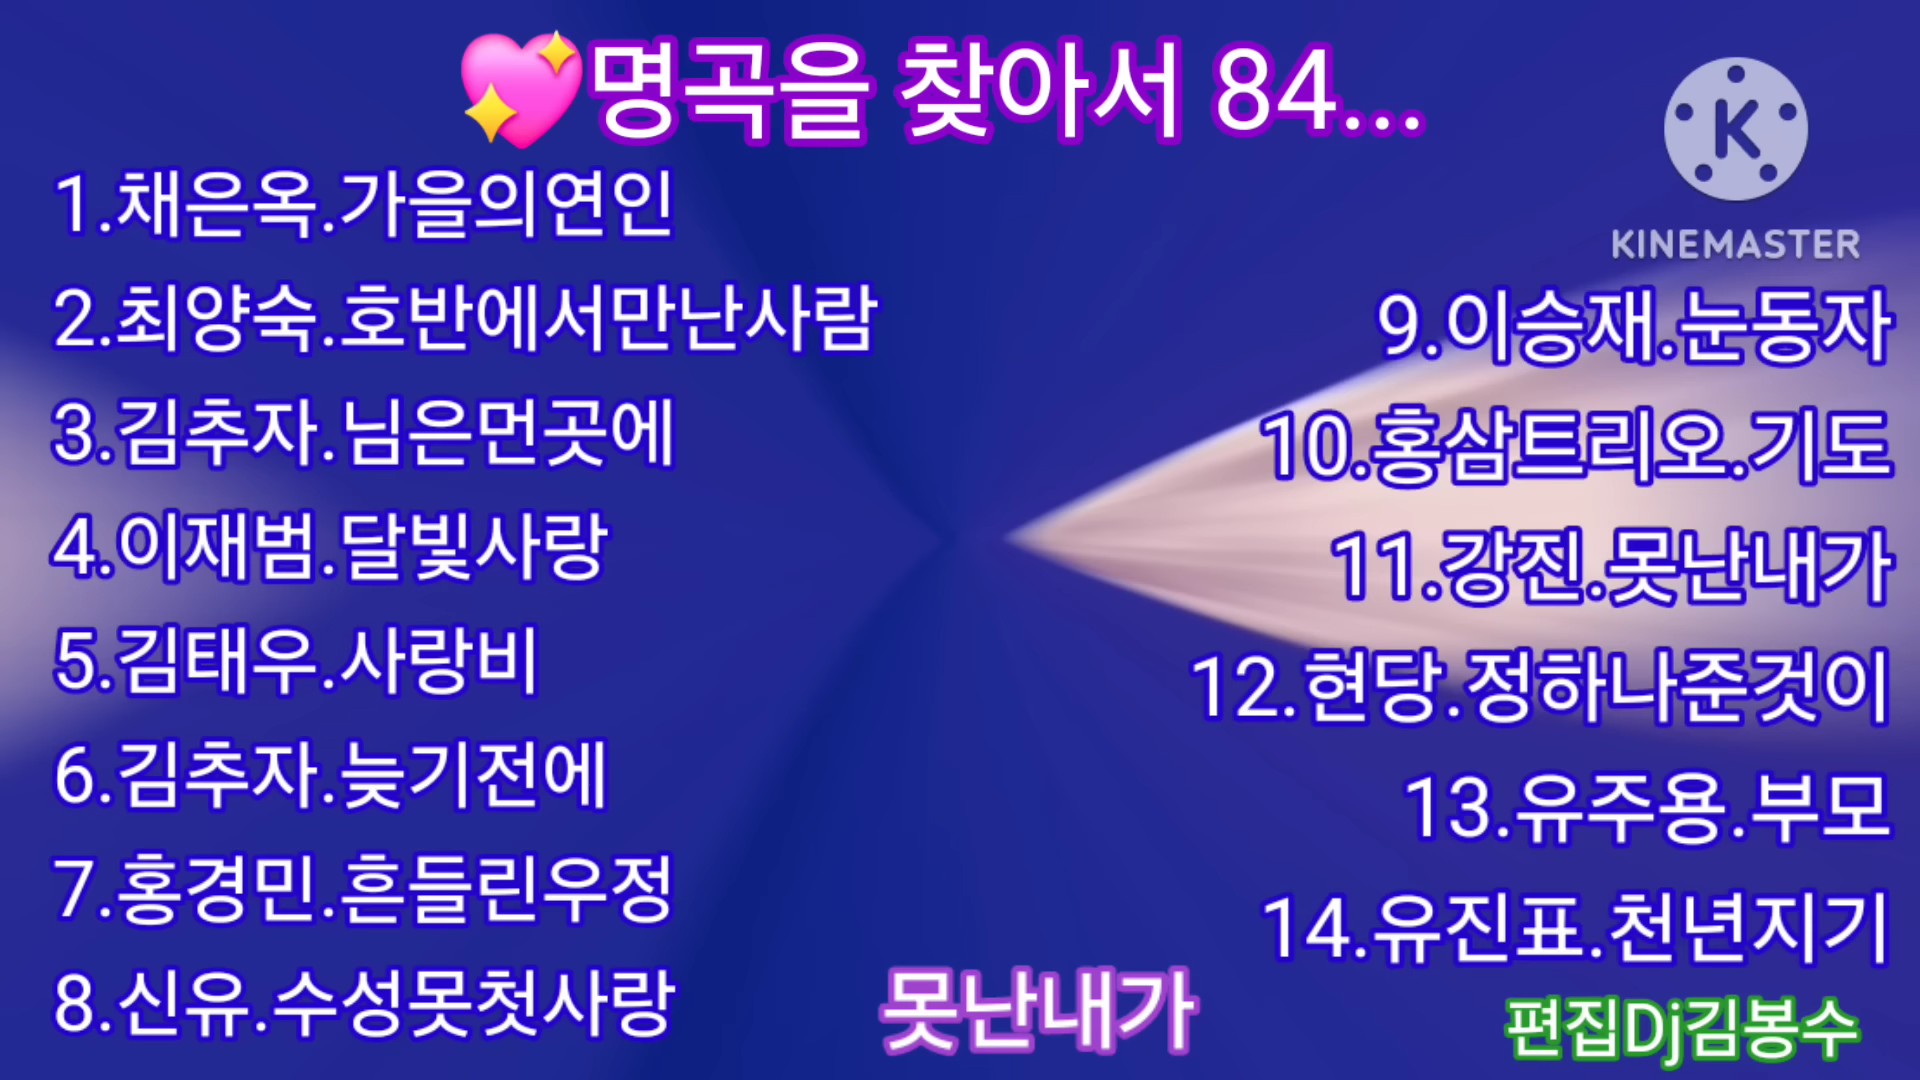 💖명곡을 찾아서 84...
KINEMASTER
1.채은옥.가을의연인
2.최양숙.호반에서만난사람
3.김추자.님은먼곳에
4.이재범.달빛사랑
5.김태우.사랑비
6.김추자.늦기전에
7.홍경민.흔들린우정
8.신유.수성못첫사랑
9.이승재.눈동자
10.홍삼트리오.기도
11.강진.못난내가
12.현당.정하나준것이
13.유주용.부모
14.유진표.천년지기
못난내가
편집Dj김봉수